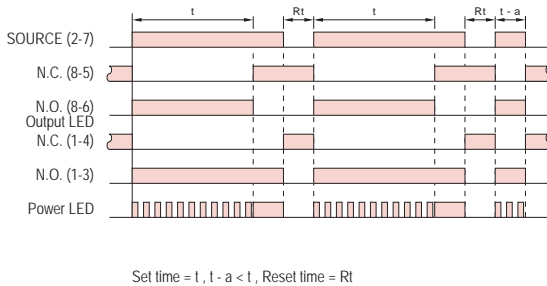 t Rt t Rt t - a
SOURCE (2-7)
N.C. (8-5)
N.O. (8-6)
Output LED
N.C. (1-4)
N.O. (1-3)
Power LED
Set time = t , t - a < t , Reset time = Rt